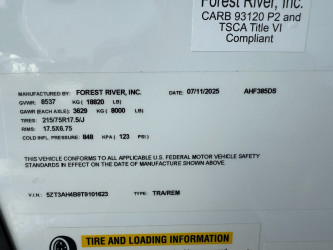 Forest River, Inc.
CARB 93120 P2 and
TSCA Title VI
Compliant
MANUFACTURED BY: FOREST RIVER, INC. DATE: 07/11/2025 AHF385DS
GVWR: 8537 KG ( 18820 LB)
GAWR (EACH AXLE): 3629 KG ( 8000 LB)
TIRES: 215/75R17.5/J
RIMS: 17.5X6.75
COLD INFL. PRESSURE: 848 KPA ( 123 PSI.)
THIS VEHICLE CONFORMS TO ALL APPLICABLE U.S. FEDERAL MOTOR VEHICLE SAFETY
STANDARDS IN EFFECT ON THE DATE OF MANUFACTURE SHOWN ABOVE.
V.I.N.: 5ZT3AH4B9T9101623 TYPE: TRA/REM
TIRE AND LOADING INFORMATION